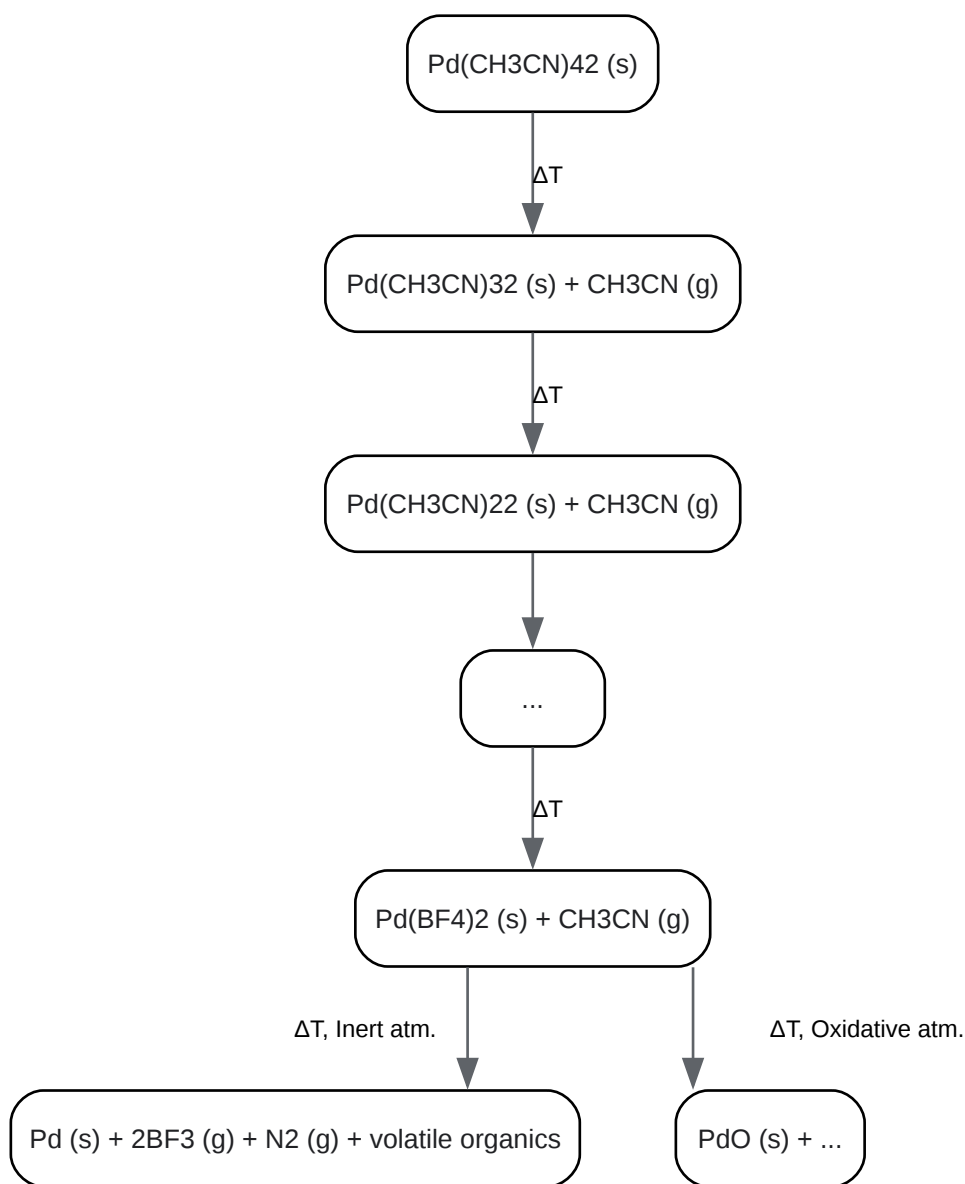 Pd(CH3CN)42 (s)
ΔT
Pd(CH3CN)32 (s) + CH3CN (g)
ΔT
Pd(CH3CN)22 (s) + CH3CN (g)
...
ΔT
Pd(BF4)2 (s) + CH3CN (g)
ΔT, Inert atm.
ΔT, Oxidative atm.
Pd (s) + 2BF3 (g) + N2 (g) + volatile organics
PdO (s) + ...